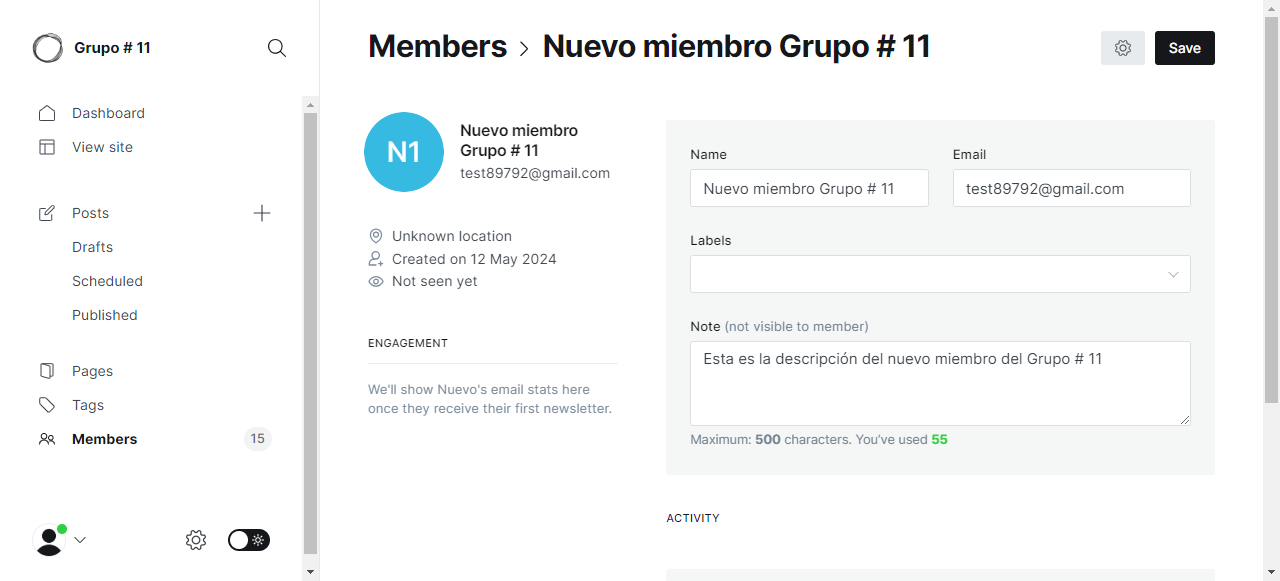 Grupo # 11
Dashboard
View site
Posts
Drafts
Scheduled
Published
Pages
Tags
Members 15
Members > Nuevo miembro Grupo # 11
Save
N1
Nuevo miembro
Grupo # 11
test89792@gmail.com
Unknown location
Created on 12 May 2024
Not seen yet
ENGAGEMENT
We'll show Nuevo's email stats here
once they receive their first newsletter.
Name
Nuevo miembro Grupo # 11
Email
test89792@gmail.com
Labels
Note (not visible to member)
Esta es la descripción del nuevo miembro del Grupo # 11
Maximum: 500 characters. You've used 55
ACTIVITY